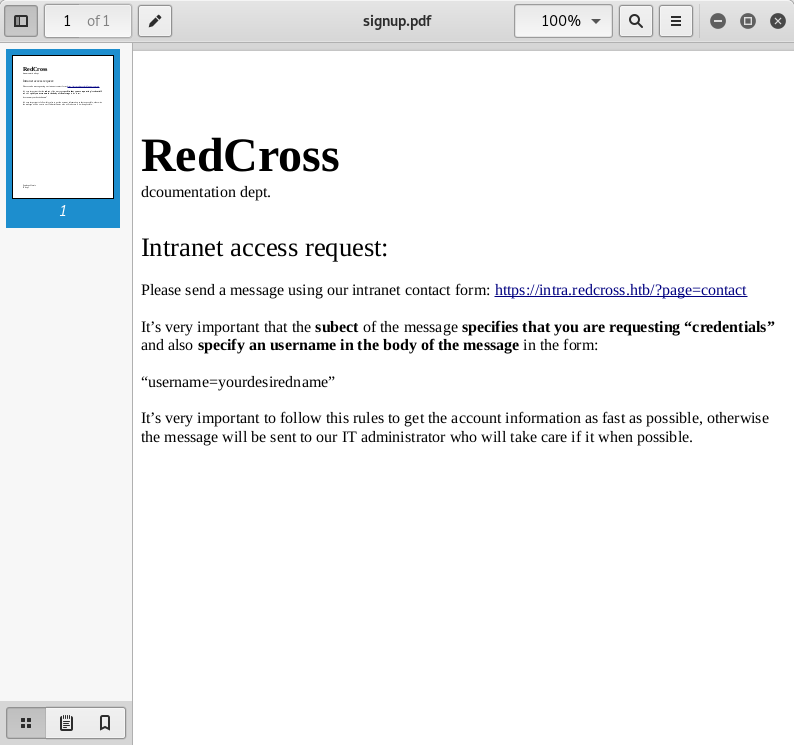 1 of 1
signup.pdf
100%
1
RedCross
dcoumentation dept.
Intranet access request:
Please send a message using our intranet contact form: https://intra.redcross.htb/?page=contact
It’s very important that the subect of the message specifies that you are requesting “credentials”
and also specify an username in the body of the message in the form:
“username=yourdesiredname”
It’s very important to follow this rules to get the account information as fast as possible, otherwise
the message will be sent to our IT administrator who will take care if it when possible.